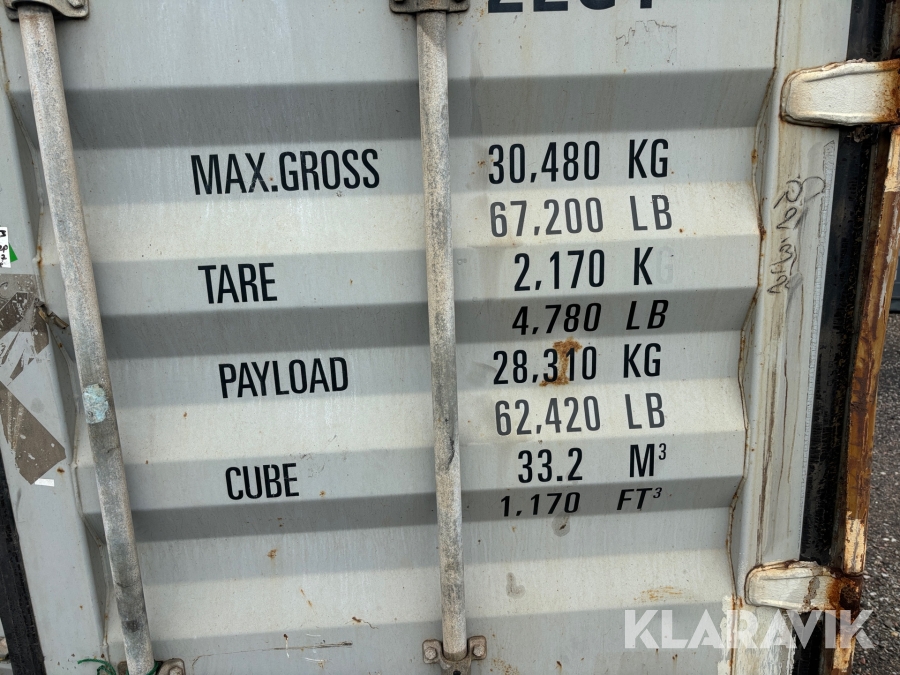 MAX.GROSS 30,480 KG
67,200 LB
TARE 2,170 KG
4,780 LB
PAYLOAD 28,310 KG
62,420 LB
CUBE 33.2 M³
1,170 FT³
KLARAVIK